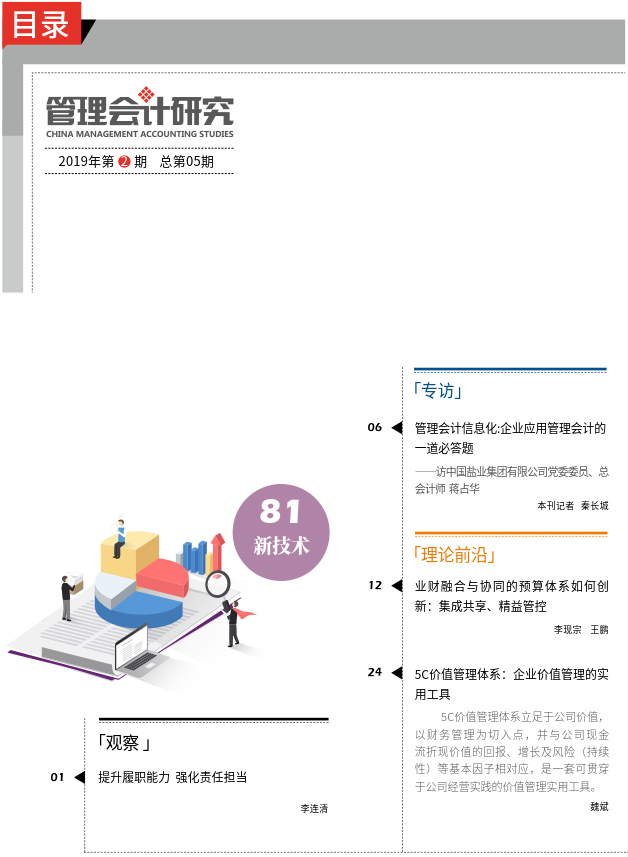 目录
管理会计研究
CHINA MANAGEMENT ACCOUNTING STUDIES
2019年第2期 总第05期
「专访」
06 管理会计信息化:企业应用管理会计的
一道必答题
——访中国盐业集团有限公司党委委员、总
会计师 蒋占华
本刊记者 秦长城
「理论前沿」
12 业财融合与协同的预算体系如何创
新：集成共享、精益管控
李现宗 王鹏
24 5C价值管理体系：企业价值管理的实
用工具
5C价值管理体系立足于公司价值，
以财务管理为切入点，并与公司现金
流折现价值的回报、增长及风险（持续
性）等基本因子相对应，是一套可贯穿
于公司经营实践的价值管理实用工具。
魏斌
81
新技术
「观察 」
01 提升履职能力 强化责任担当
李连清